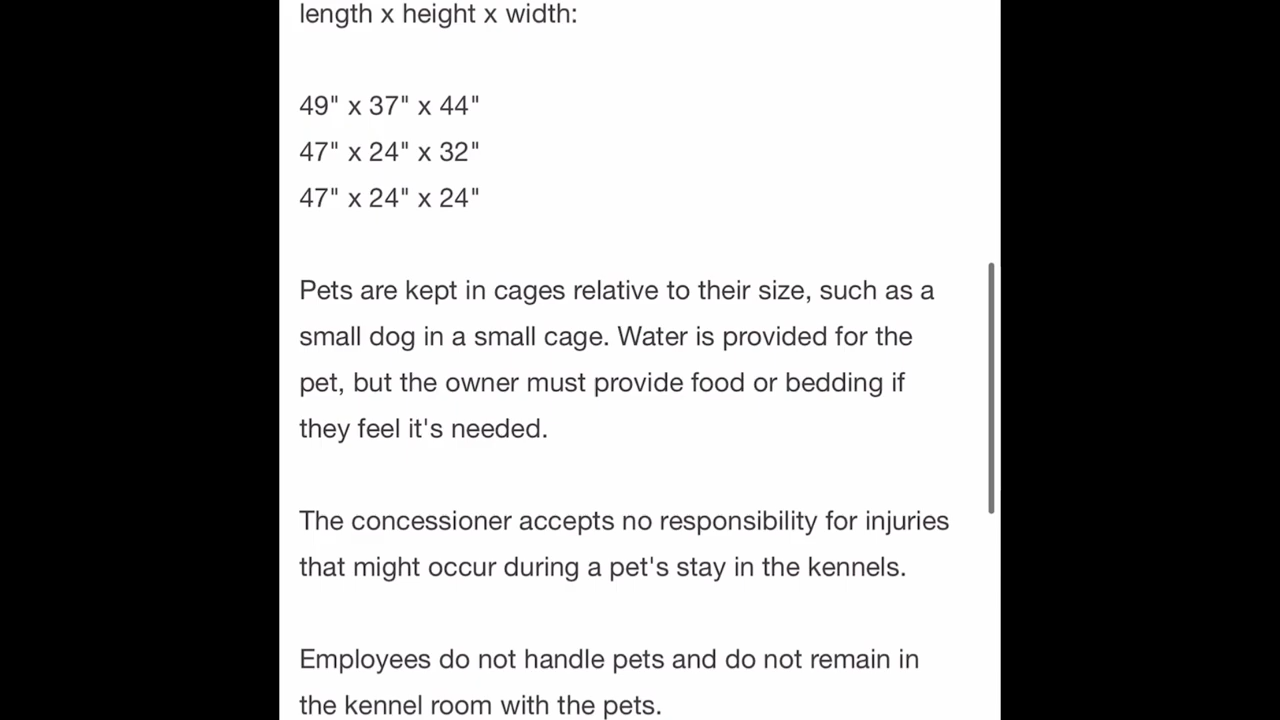 length x height x width:
49" x 37" x 44"
47" x 24" x 32"
47" x 24" x 24"
Pets are kept in cages relative to their size, such as a
small dog in a small cage. Water is provided for the
pet, but the owner must provide food or bedding if
they feel it's needed.
The concessioner accepts no responsibility for injuries
that might occur during a pet's stay in the kennels.
Employees do not handle pets and do not remain in
the kennel room with the pets.